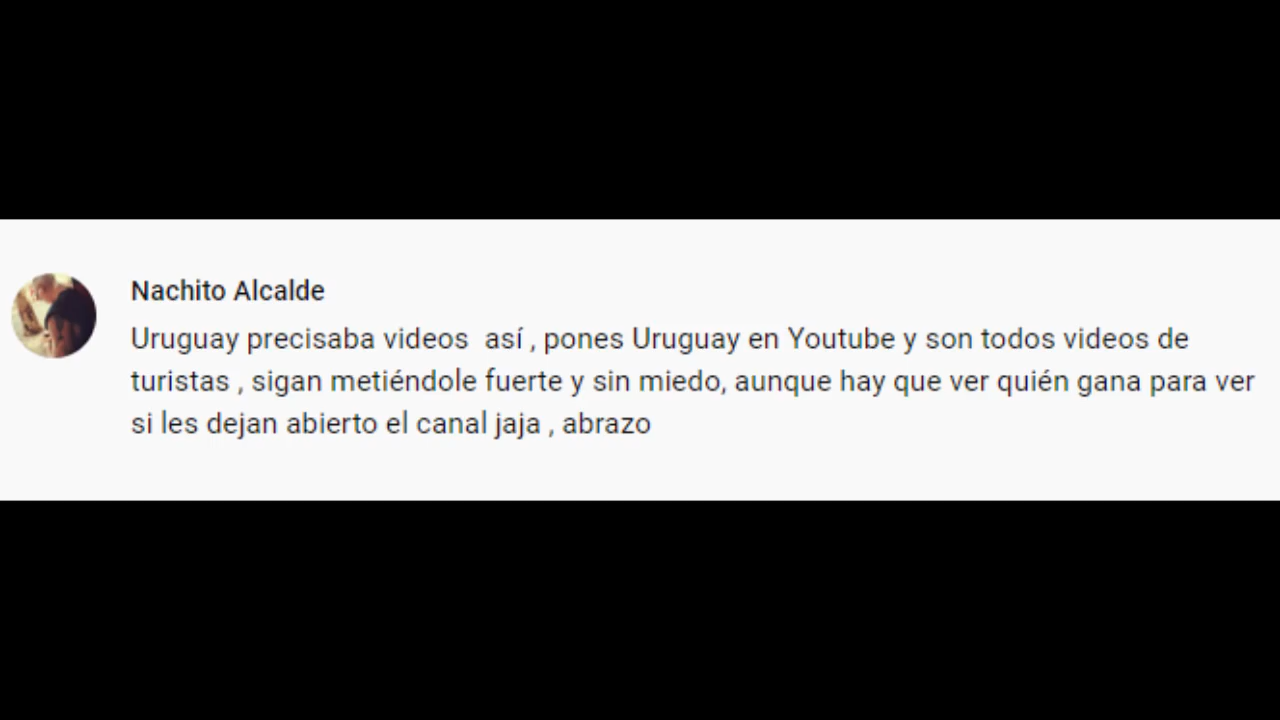 Nachito Alcalde
Uruguay precisaba videos  así , pones Uruguay en Youtube y son todos videos de
turistas , sigan metiéndole fuerte y sin miedo, aunque hay que ver quién gana para ver
si les dejan abierto el canal jaja , abrazo